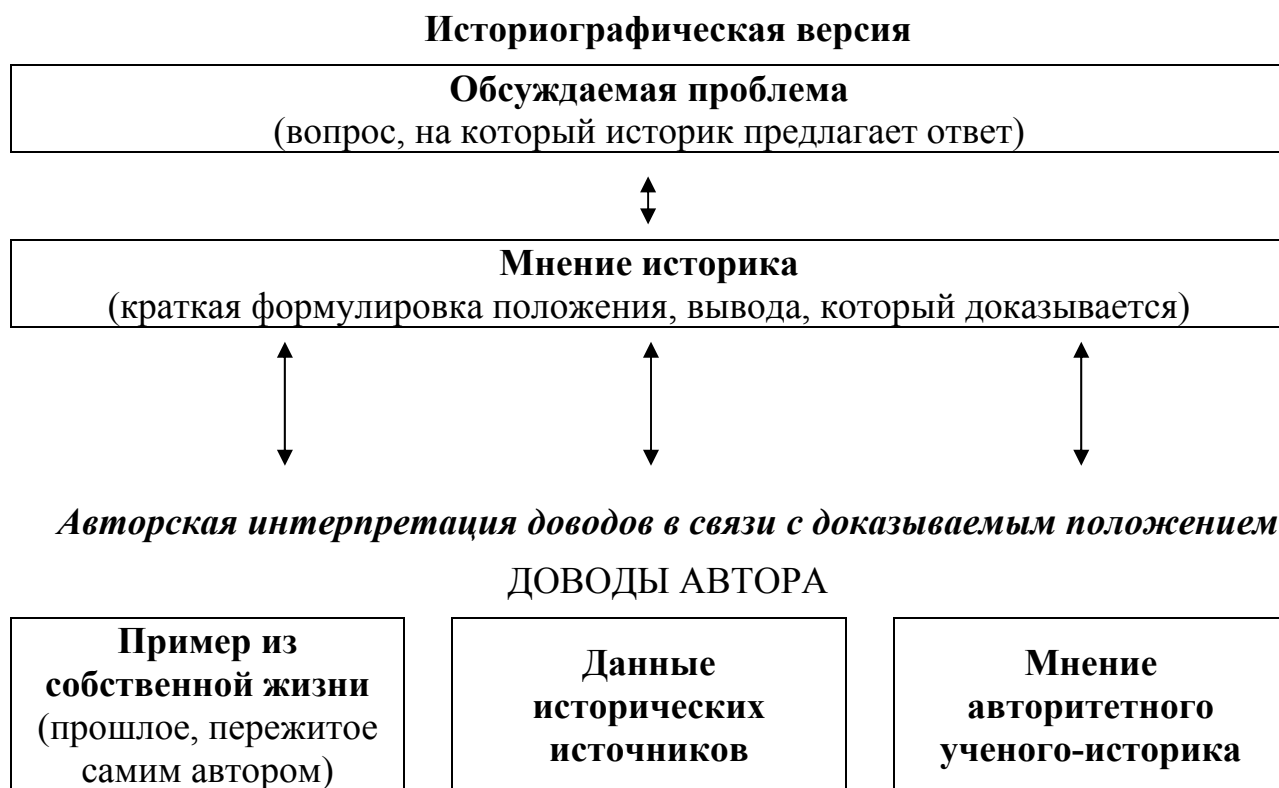 Историографическая версия
Обсуждаемая проблема
(вопрос, на который историк предлагает ответ)
Мнение историка
(краткая формулировка положения, вывода, который доказывается)
Авторская интерпретация доводов в связи с доказываемым положением
ДОВОДЫ АВТОРА
Пример из
собственной жизни
(прошлое, пережитое
самим автором)
Данные
исторических
источников
Мнение
авторитетного
ученого-историка